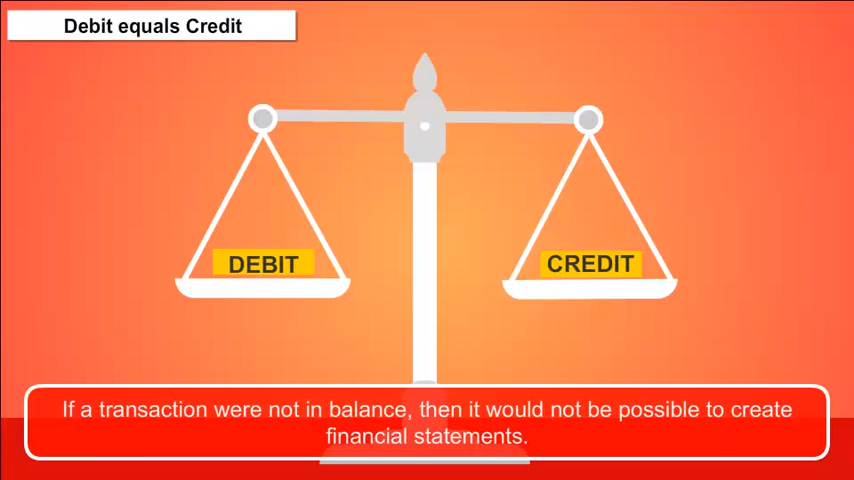 Debit equals Credit
DEBIT
CREDIT
If a transaction were not in balance, then it would not be possible to create
financial statements.